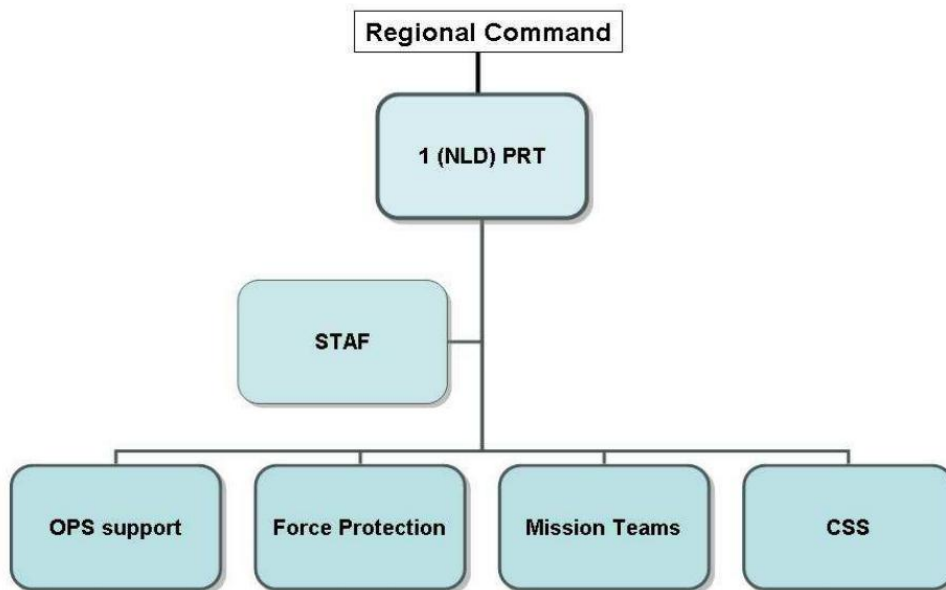 Regional Command
1 (NLD) PRT
STAF
OPS support
Force Protection
Mission Teams
CSS